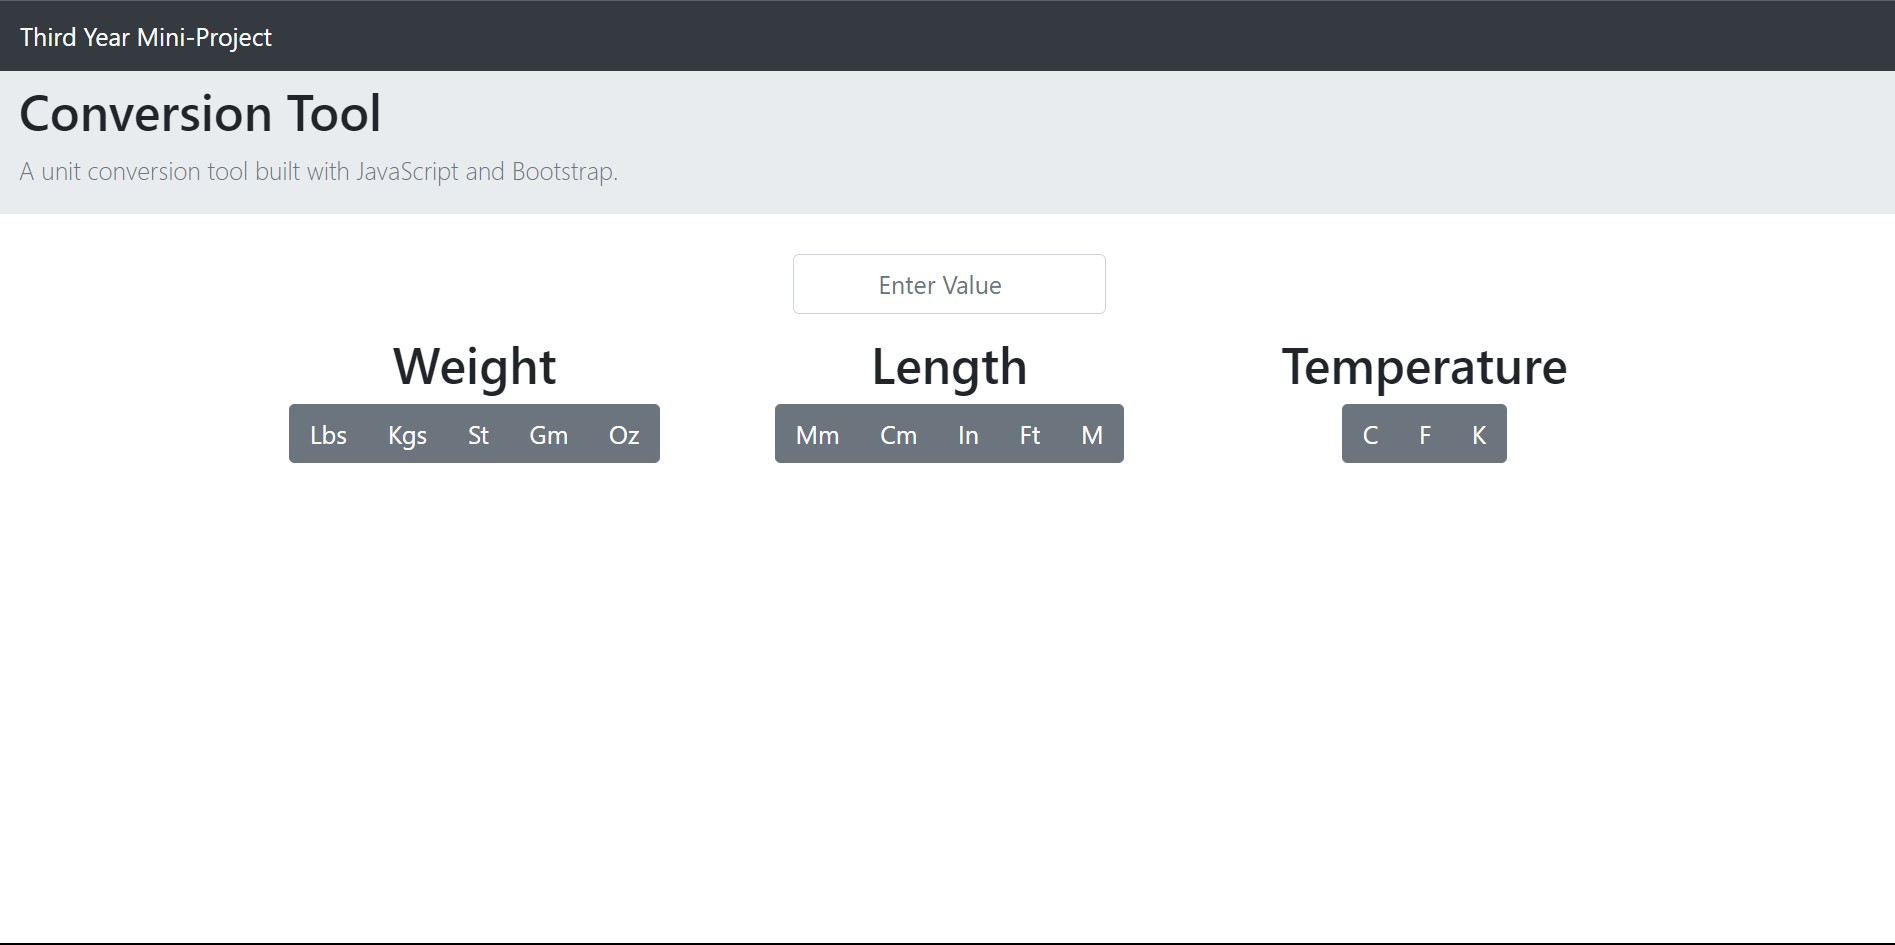 Third Year Mini-Project
Conversion Tool
A unit conversion tool built with JavaScript and Bootstrap.
Enter Value
Weight Length Temperature
Lbs Kgs St Gm Oz Mm Cm In Ft M C F K